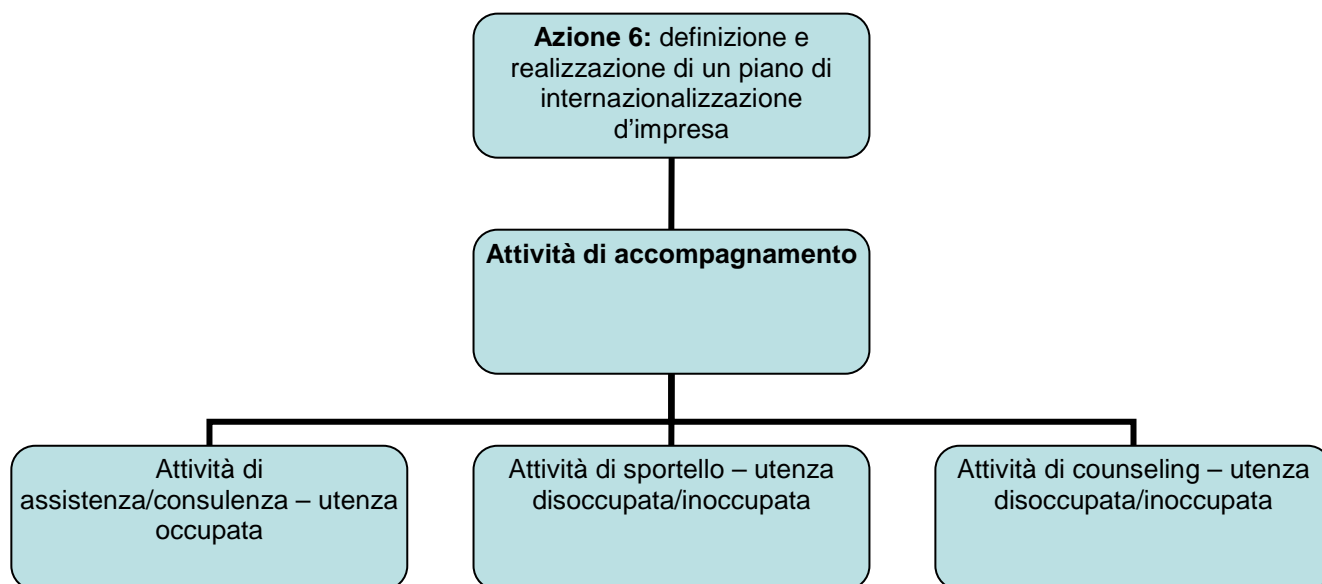 Azione 6: definizione e
realizzazione di un piano di
internazionalizzazione
d’impresa
Attività di accompagnamento
Attività di
assistenza/consulenza – utenza
occupata
Attività di sportello – utenza
disoccupata/inoccupata
Attività di counseling – utenza
disoccupata/inoccupata